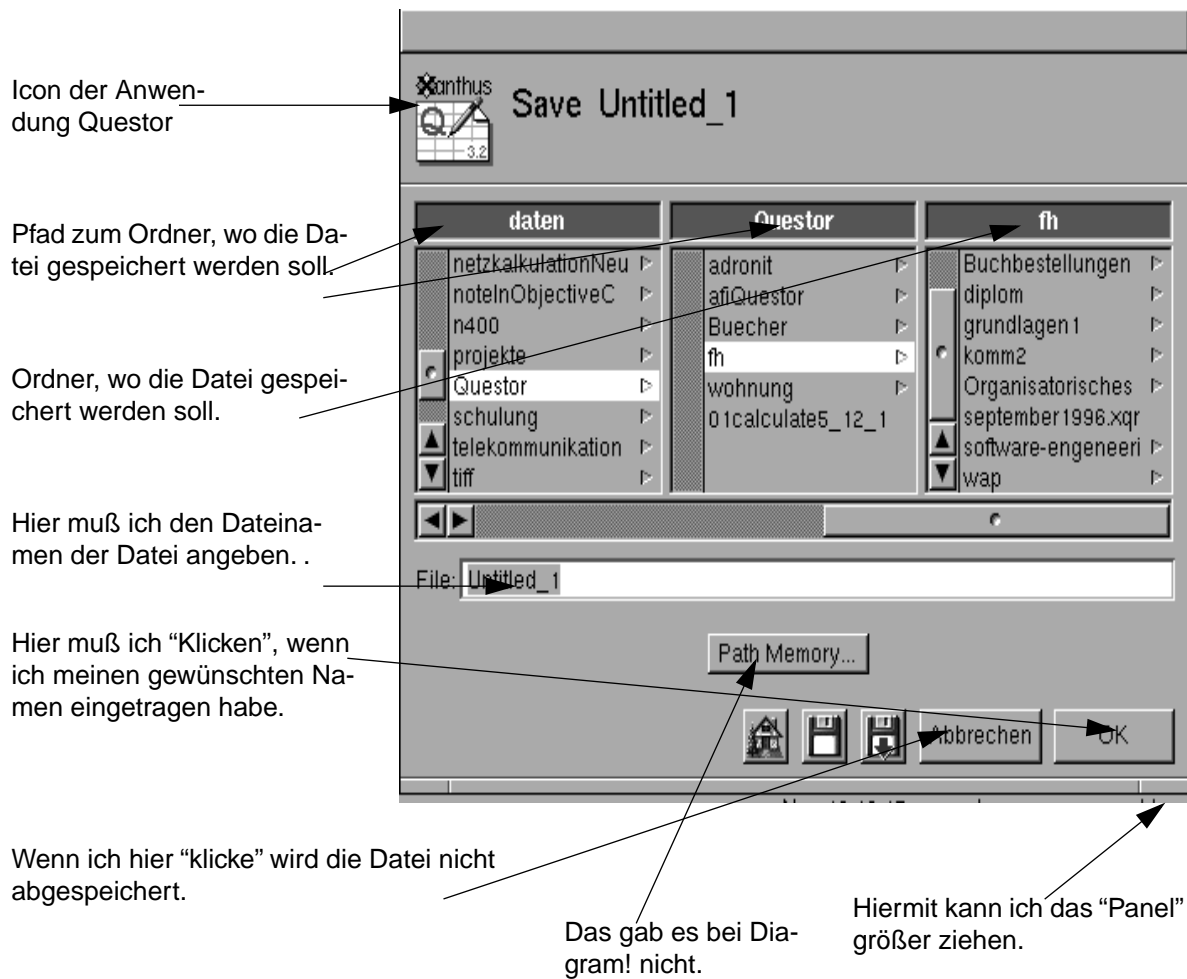 Icon der Anwen-
dung Questor
Xanthus
Q
3.2
Save Untitled_1
Pfad zum Ordner, wo die Da-
tei gespeichert werden soll.
Ordner, wo die Datei gespei-
chert werden soll.
Hier muß ich den Dateina-
men der Datei angeben. .
Hier muß ich “Klicken”, wenn
ich meinen gewünschten Na-
men eingetragen habe.
daten
netzkalkulationNeu
noteInObjectiveC
n400
projekte
Questor
schulung
telekommunikation
tiff
Questor
adronit
afiQuestor
Buecher
fh
wohnung
01calculate5_12_1
fh
Buchbestellungen
diplom
grundlagen1
komm2
Organisatorisches
september1996.xqr
software-engeneeri
wap
File: Untitled_1
Path Memory...
Abbrechen
OK
Wenn ich hier “klicke” wird die Datei nicht
abgespeichert.
Das gab es bei Dia-
gram! nicht.
Hiermit kann ich das “Panel”
größer ziehen.